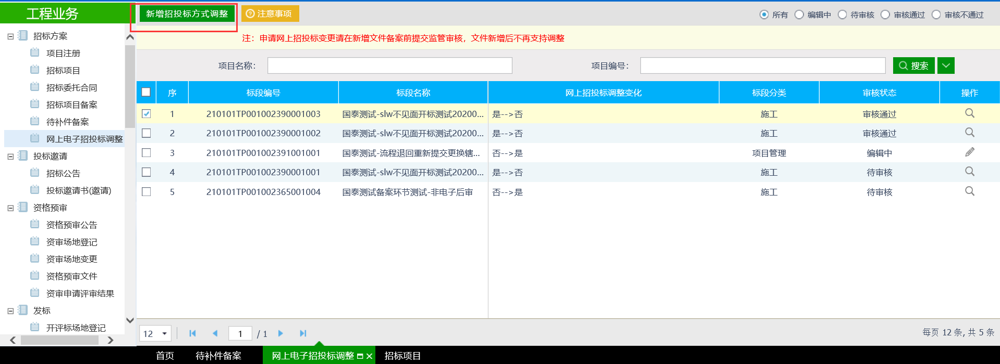 工程业务
招标方案
项目注册
招标项目
招标委托合同
招标项目备案
待补件备案
网上电子招投标调整
投标邀请
招标公告
投标邀请书(邀请)
资格预审
资格预审公告
资审场地登记
资审场地变更
资格预审文件
资审申请评审结果
发标
开评标场地登记
新增招投标方式调整 注意事项 所有 编辑中 待审核 审核通过 审核不通过
注：申请网上招投标变更请在新增文件备案前提交监管审核，文件新增后不再支持调整
项目名称： 项目编号： 搜索
序 标段编号 标段名称 网上招投标调整变化 标段分类 审核状态 操作
1 210101TP001002390001003 国泰测试-slw不见面开标测试20200... 是-->否 施工 审核通过
2 210101TP001002390001002 国泰测试-slw不见面开标测试20200... 是-->否 施工 审核通过
3 210101TP001002391001001 国泰测试-流程退回重新提交更换辖... 否-->是 项目管理 编辑中
4 210101TP001002390001001 国泰测试-slw不见面开标测试20200... 是-->否 施工 待审核
5 210101TP001002365001004 国泰测试备案环节测试-非电子后审 否-->是 施工 待审核
12 1 / 1 每页 12 条, 共 5 条
首页 待补件备案 网上电子招投标调整 招标项目